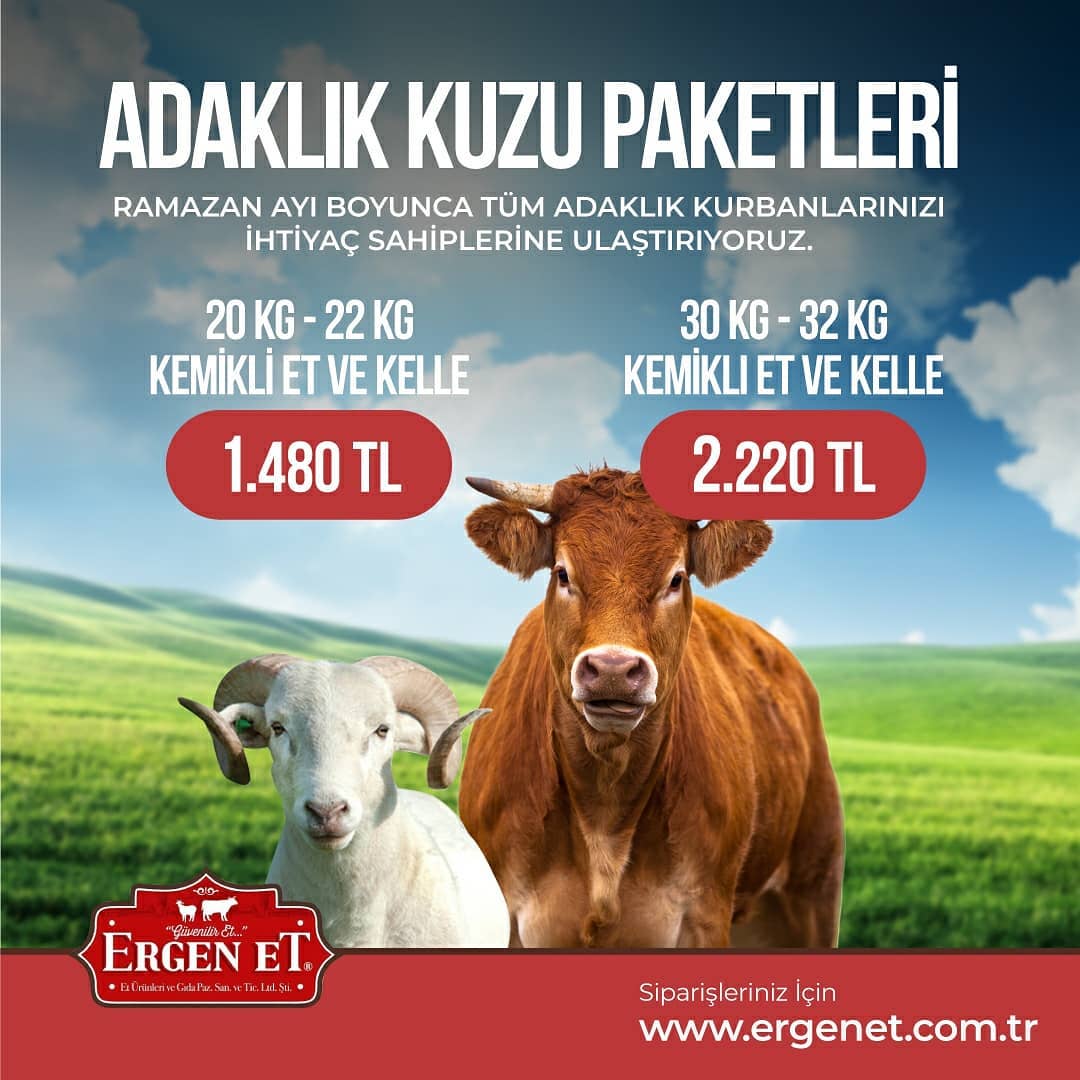 ADAKLIK KUZU PAKETLERİ
RAMAZAN AYI BOYUNCA TÜM ADAKLIK KURBANLARINIZI
İHTİYAÇ SAHİPLERİNE ULAŞTIRIYORUZ.
20 KG - 22 KG
KEMİKLİ ET VE KELLE
1.480 TL
30 KG - 32 KG
KEMİKLI ET VE KELLE
2.220 TL
"Güvenilir Et..."
ERGEN ET®
• Et Ürünleri ve Gıda Paz. San. ve Tic. Ltd. Şti. •
Siparişleriniz İçin
www.ergenet.com.tr